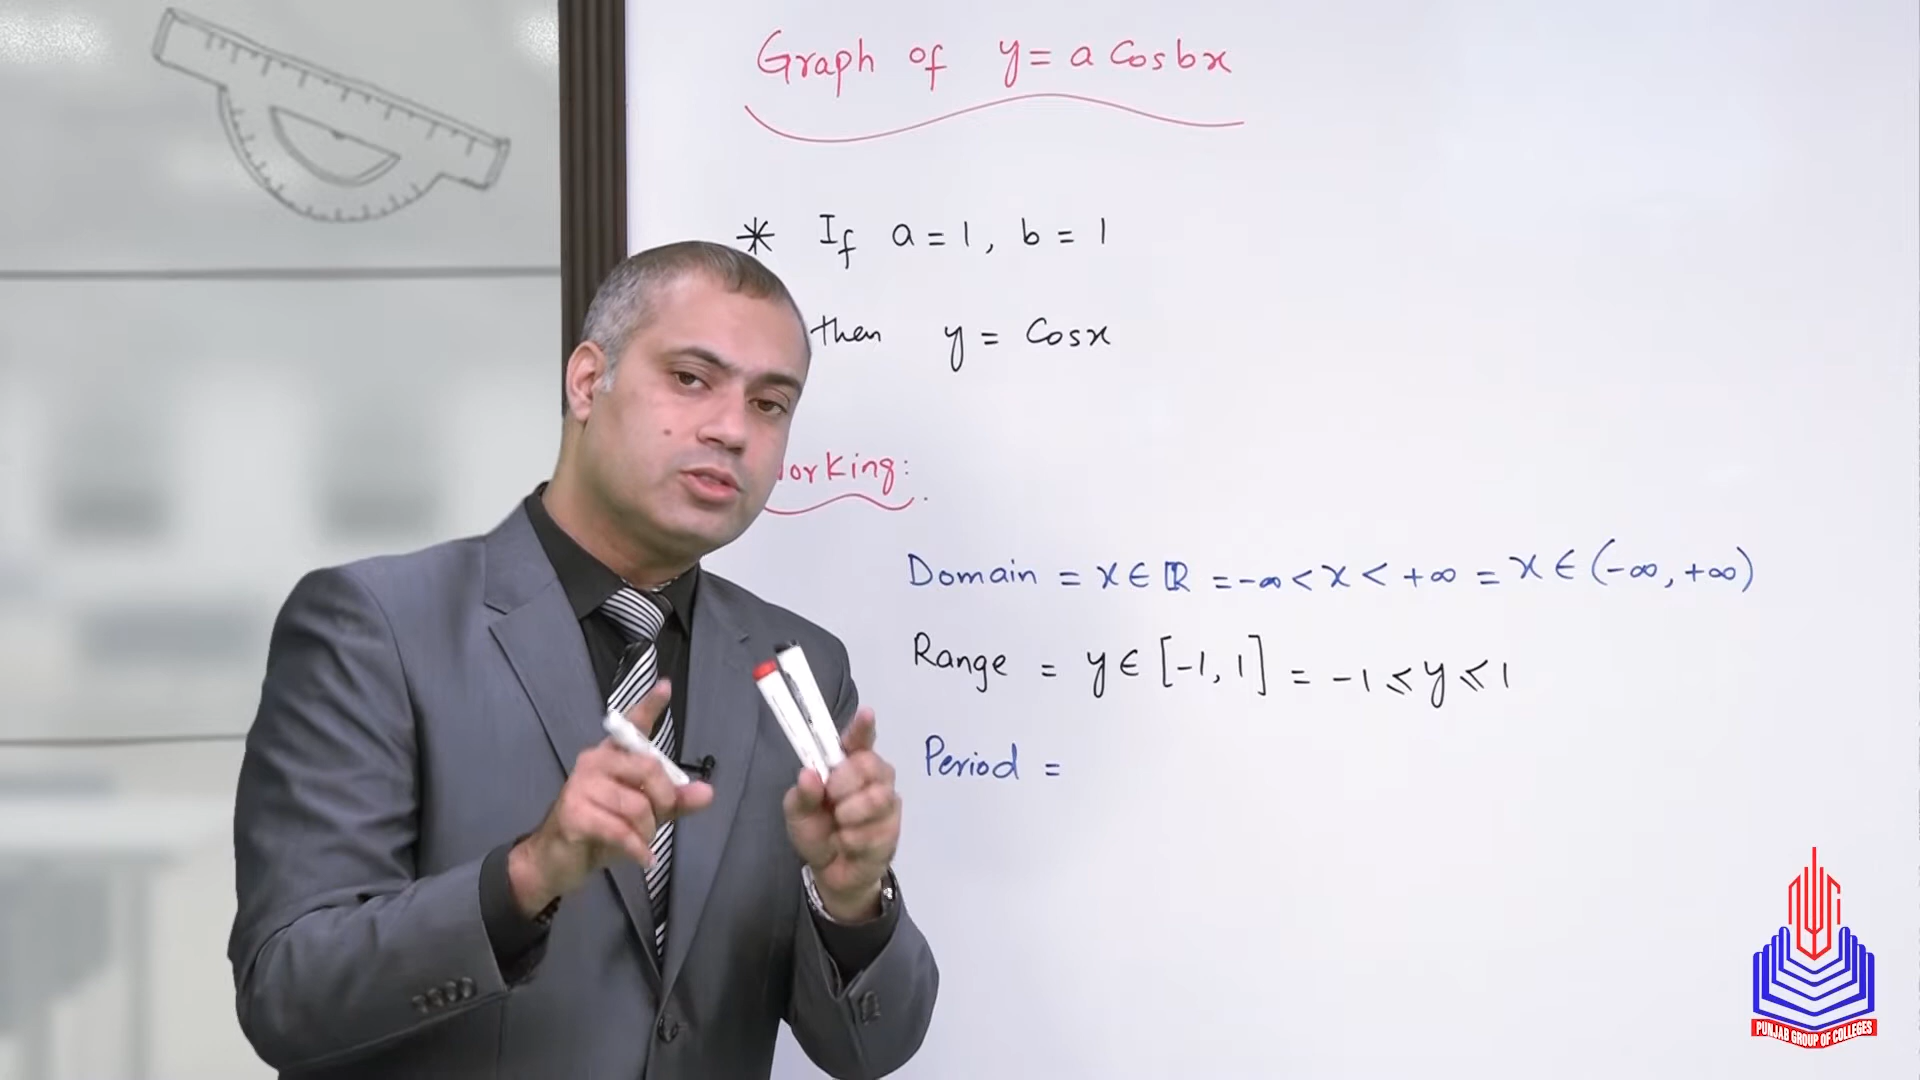 Graph of y = a Cosbx
* If a = 1, b = 1
then y = Cosx
orking:
Domain = x ∈ ℝ = -∞ < x < +∞ = x ∈ (-∞, +∞)
Range = y ∈ [-1, 1] = -1 ⩽ y ⩽ 1
Period =
PUNJAB GROUP OF COLLEGES